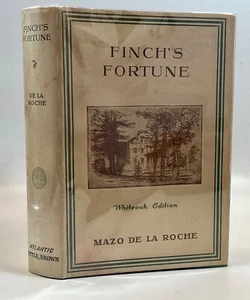 FINCH'S
FORTUNE
DE LA
ROCHE
ATLANTIC
LITTLE, BROWN
FINCH'S
FORTUNE
Whiteoak Edition
MAZO DE LA ROCHE